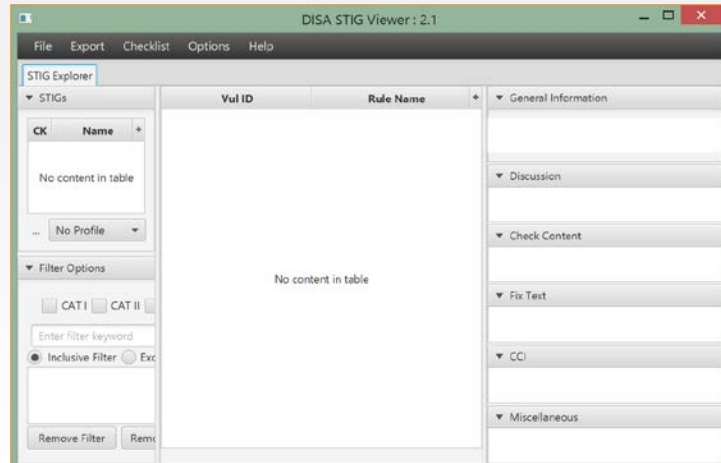 DISA STIG Viewer : 2.1
File Export Checklist Options Help
STIG Explorer
STIGs
CK Name +
No content in table
... No Profile
Filter Options
CAT I CAT II
Enter filter keyword
Inclusive Filter Exc
Remove Filter Remo
Vul ID Rule Name +
No content in table
General Information
Discussion
Check Content
Fix Text
CCI
Miscellaneous